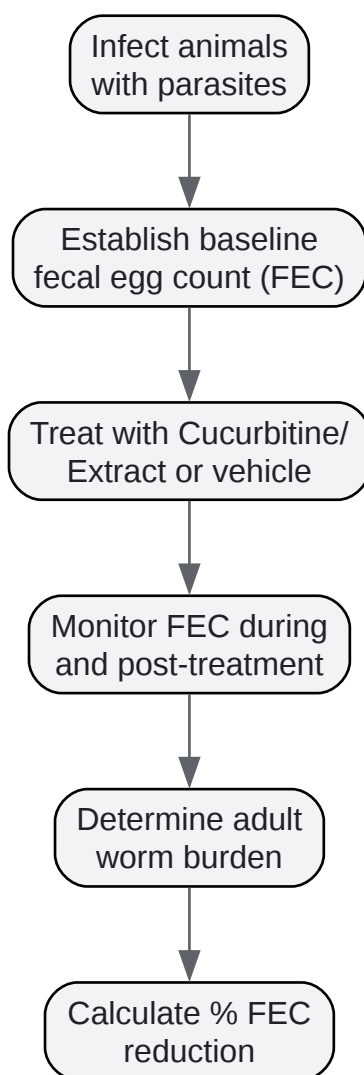 Infect animals
with parasites
Establish baseline
fecal egg count (FEC)
Treat with Cucurbitine/
Extract or vehicle
Monitor FEC during
and post-treatment
Determine adult
worm burden
Calculate % FEC
reduction